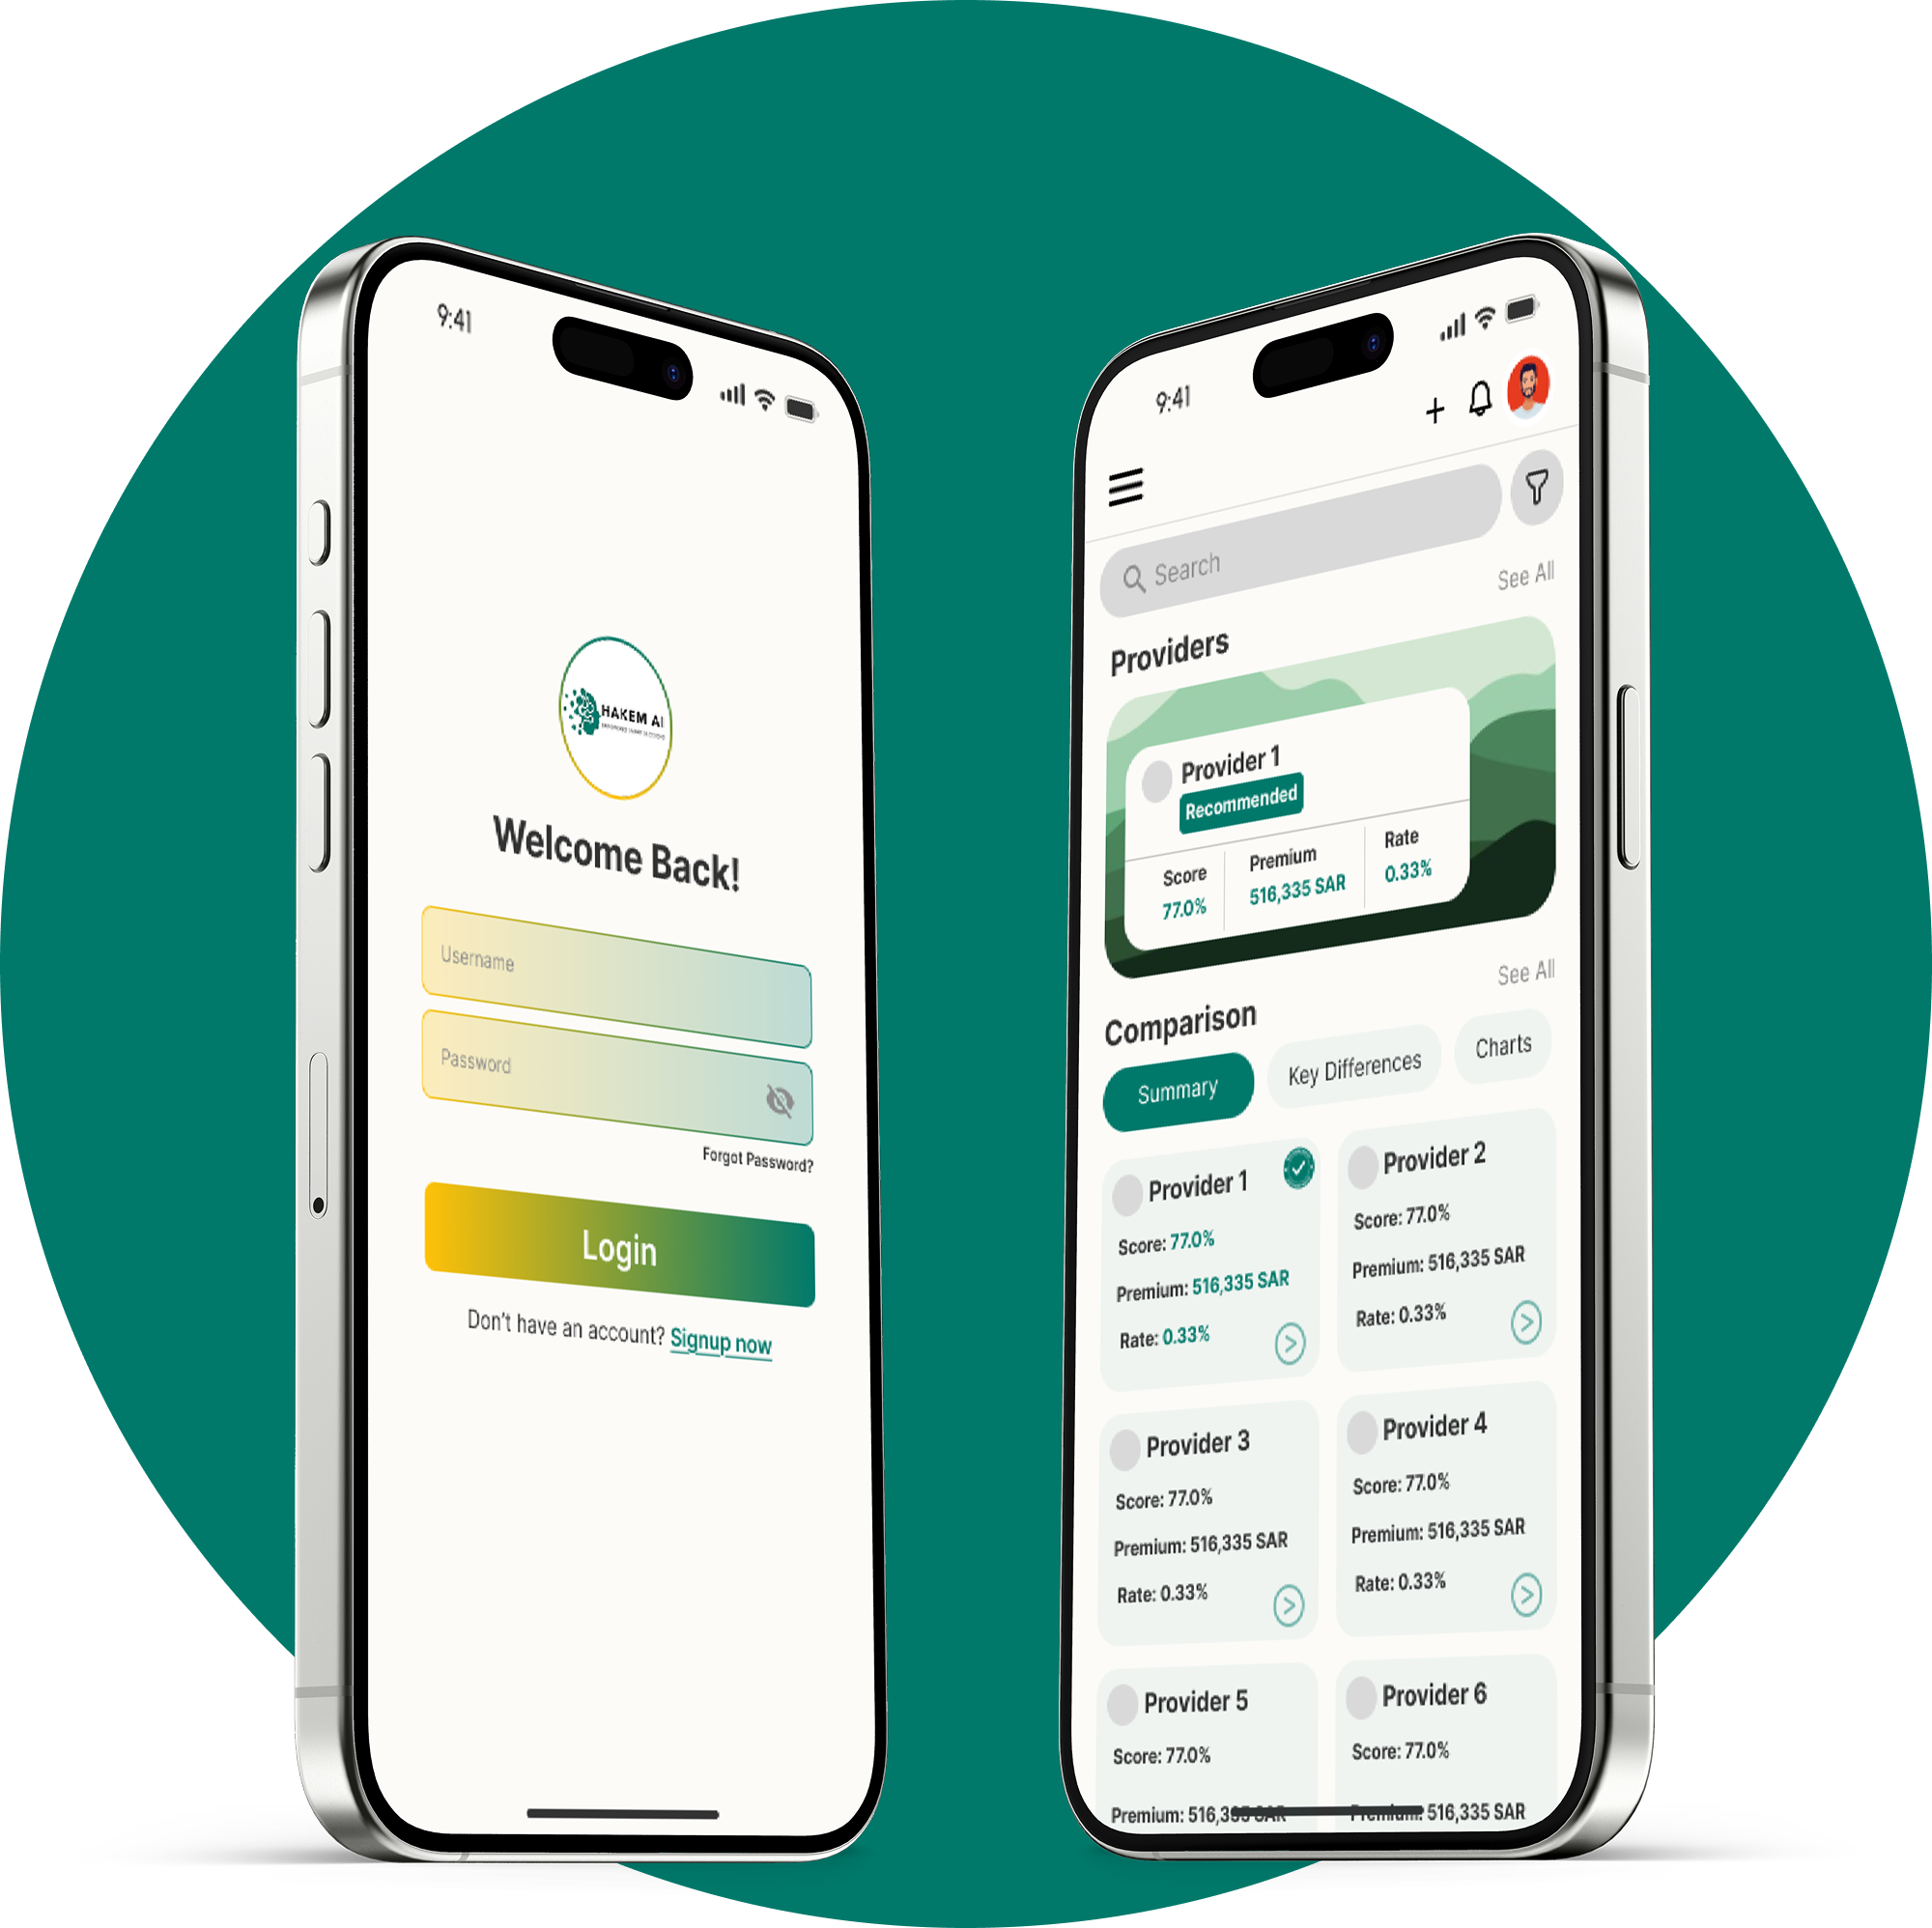 9:41
HAKEM AI
Welcome Back!
Username
Password
Forgot Password?
Login
Don't have an account? Signup now
9:41
Search
See All
Providers
Provider 1
Recommended
Score
77.0%
Premium
516,335 SAR
Rate
0.33%
See All
Comparison
Summary
Key Differences
Charts
Provider 1
Score: 77.0%
Premium: 516,335 SAR
Rate: 0.33%
Provider 2
Score: 77.0%
Premium: 516,335 SAR
Rate: 0.33%
Provider 3
Score: 77.0%
Premium: 516,335 SAR
Rate: 0.33%
Provider 4
Score: 77.0%
Premium: 516,335 SAR
Rate: 0.33%
Provider 5
Score: 77.0%
Premium: 516,335 SAR
Provider 6
Score: 77.0%
Premium: 516,335 SAR